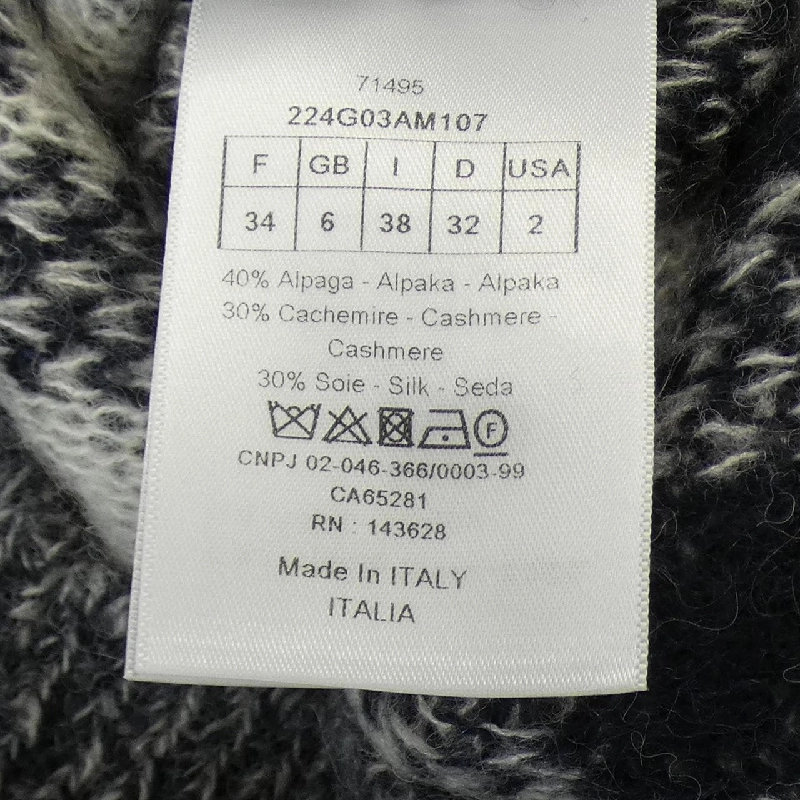 71495
224G03AM107
F GB I D USA
34 6 38 32 2
40% Alpaga - Alpaka - Alpaka
30% Cachemire - Cashmere -
Cashmere
30% Soie - Silk - Seda
F
CNPJ 02-046-366/0003-99
CA65281
RN : 143628
Made In ITALY
ITALIA